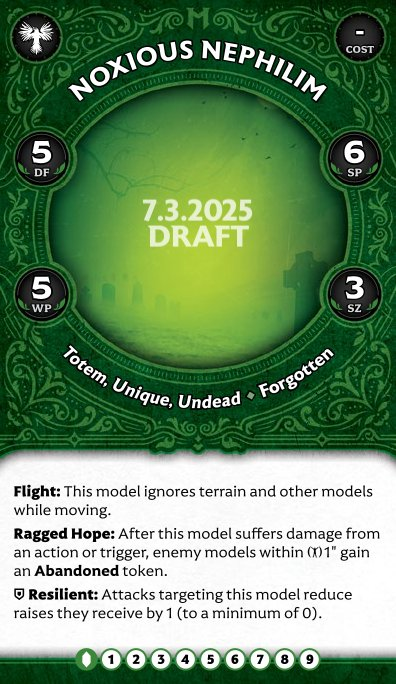 -
COST
NOXIOUS NEPHILIM
5
DF
6
SP
7.3.2025
DRAFT
5
WP
3
SZ
Totem, Unique, Undead ⬥ Forgotten
Flight: This model ignores terrain and other models
while moving.
Ragged Hope: After this model suffers damage from
an action or trigger, enemy models within 1" gain
an Abandoned token.
Resilient: Attacks targeting this model reduce
raises they receive by 1 (to a minimum of 0).
1 2 3 4 5 6 7 8 9